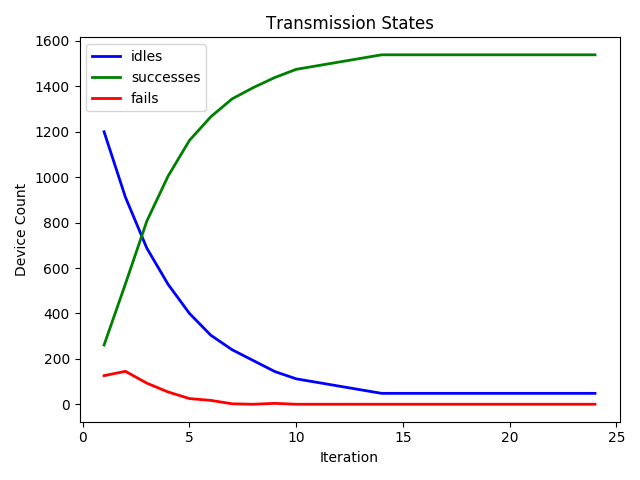 Transmission States
1600
1400
1200
1000
800
600
400
200
0
Device Count
idles
successes
fails
0 5 10 15 20 25
Iteration